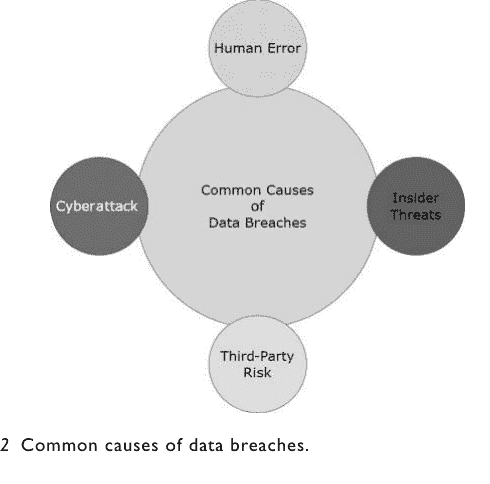 Human Error
Common Causes
of
Data Breaches
Cyberattack
Insider
Threats
Third-Party
Risk
2 Common causes of data breaches.